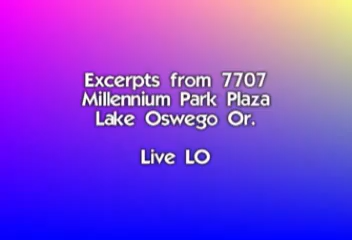 Excerpts from 7707
Millennium Park Plaza
Lake Oswego Or.
Live LO